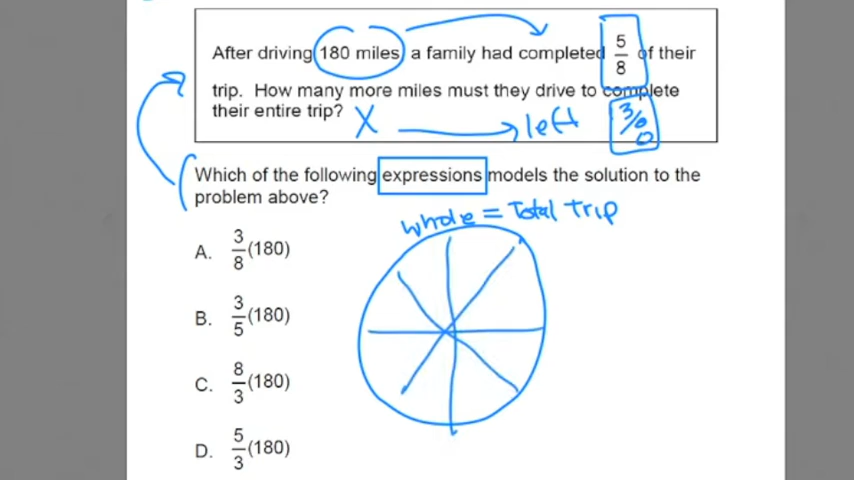 After driving 180 miles a family had completed 5/8 of their
trip. How many more miles must they drive to complete
their entire trip? X left 3/8
Which of the following expressions models the solution to the
problem above?
whole = Total Trip
A. 3/8(180)
B. 3/5(180)
C. 8/3(180)
D. 5/3(180)